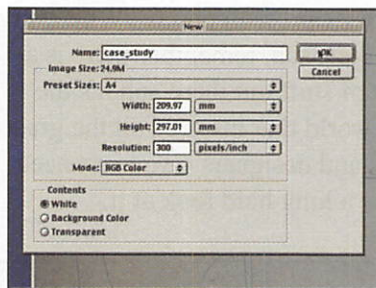 New
Name: case_study
OK
Image Size: 24.9M
Cancel
Preset Sizes: A4
Width: 209.97 mm
Height: 297.01 mm
Resolution: 300 pixels/inch
Mode: RGB Color
Contents
White
Background Color
Transparent